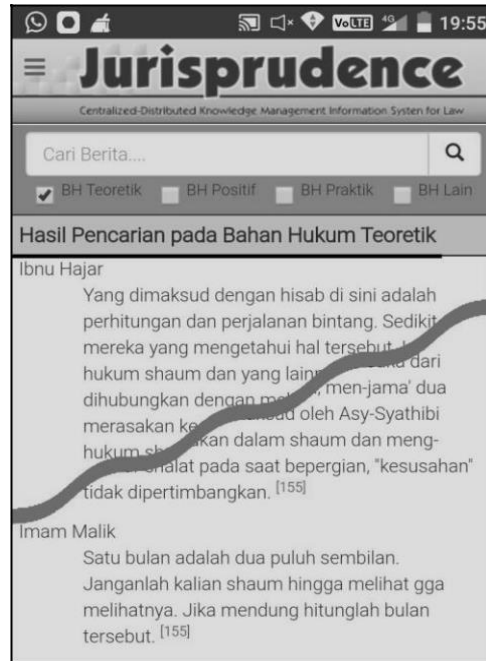 VoLTE 4G 19:55
Jurisprudence
Centralized-Distributed Knowledge Management Information Systen for Law
Cari Berita....
BH Teoretik BH Positif BH Praktik BH Lain
Hasil Pencarian pada Bahan Hukum Teoretik
Ibnu Hajar
Yang dimaksud dengan hisab di sini adalah
perhitungan dan perjalanan bintang. Sedikit
mereka yang mengetahui hal tersebut
dari
hukum shaum dan yang
dihubungkan dengan men-jama' dua
merasakan oleh Asy-Syathibi
hukum dalam shaum dan meng-
shalat pada saat bepergian, "kesusahan"
tidak dipertimbangkan. [155]
Imam Malik
Satu bulan adalah dua puluh sembilan.
Janganlah kalian shaum hingga melihat gga
melihatnya. Jika mendung hitunglah bulan
tersebut. [155]